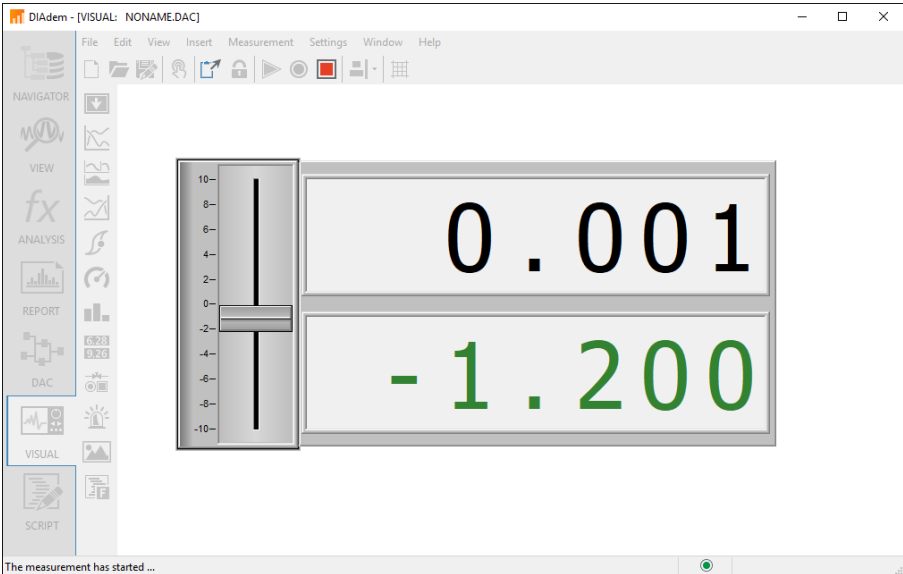 DIAdem - [VISUAL: NONAME.DAC]
File Edit View Insert Measurement Settings Window Help
NAVIGATOR
VIEW
fx
ANALYSIS
REPORT
DAC
VISUAL
SCRIPT
6.28
9.26
F
10
8
6
4
2
0
-2
-4
-6
-8
-10
0.001
-1.200
The measurement has started ...